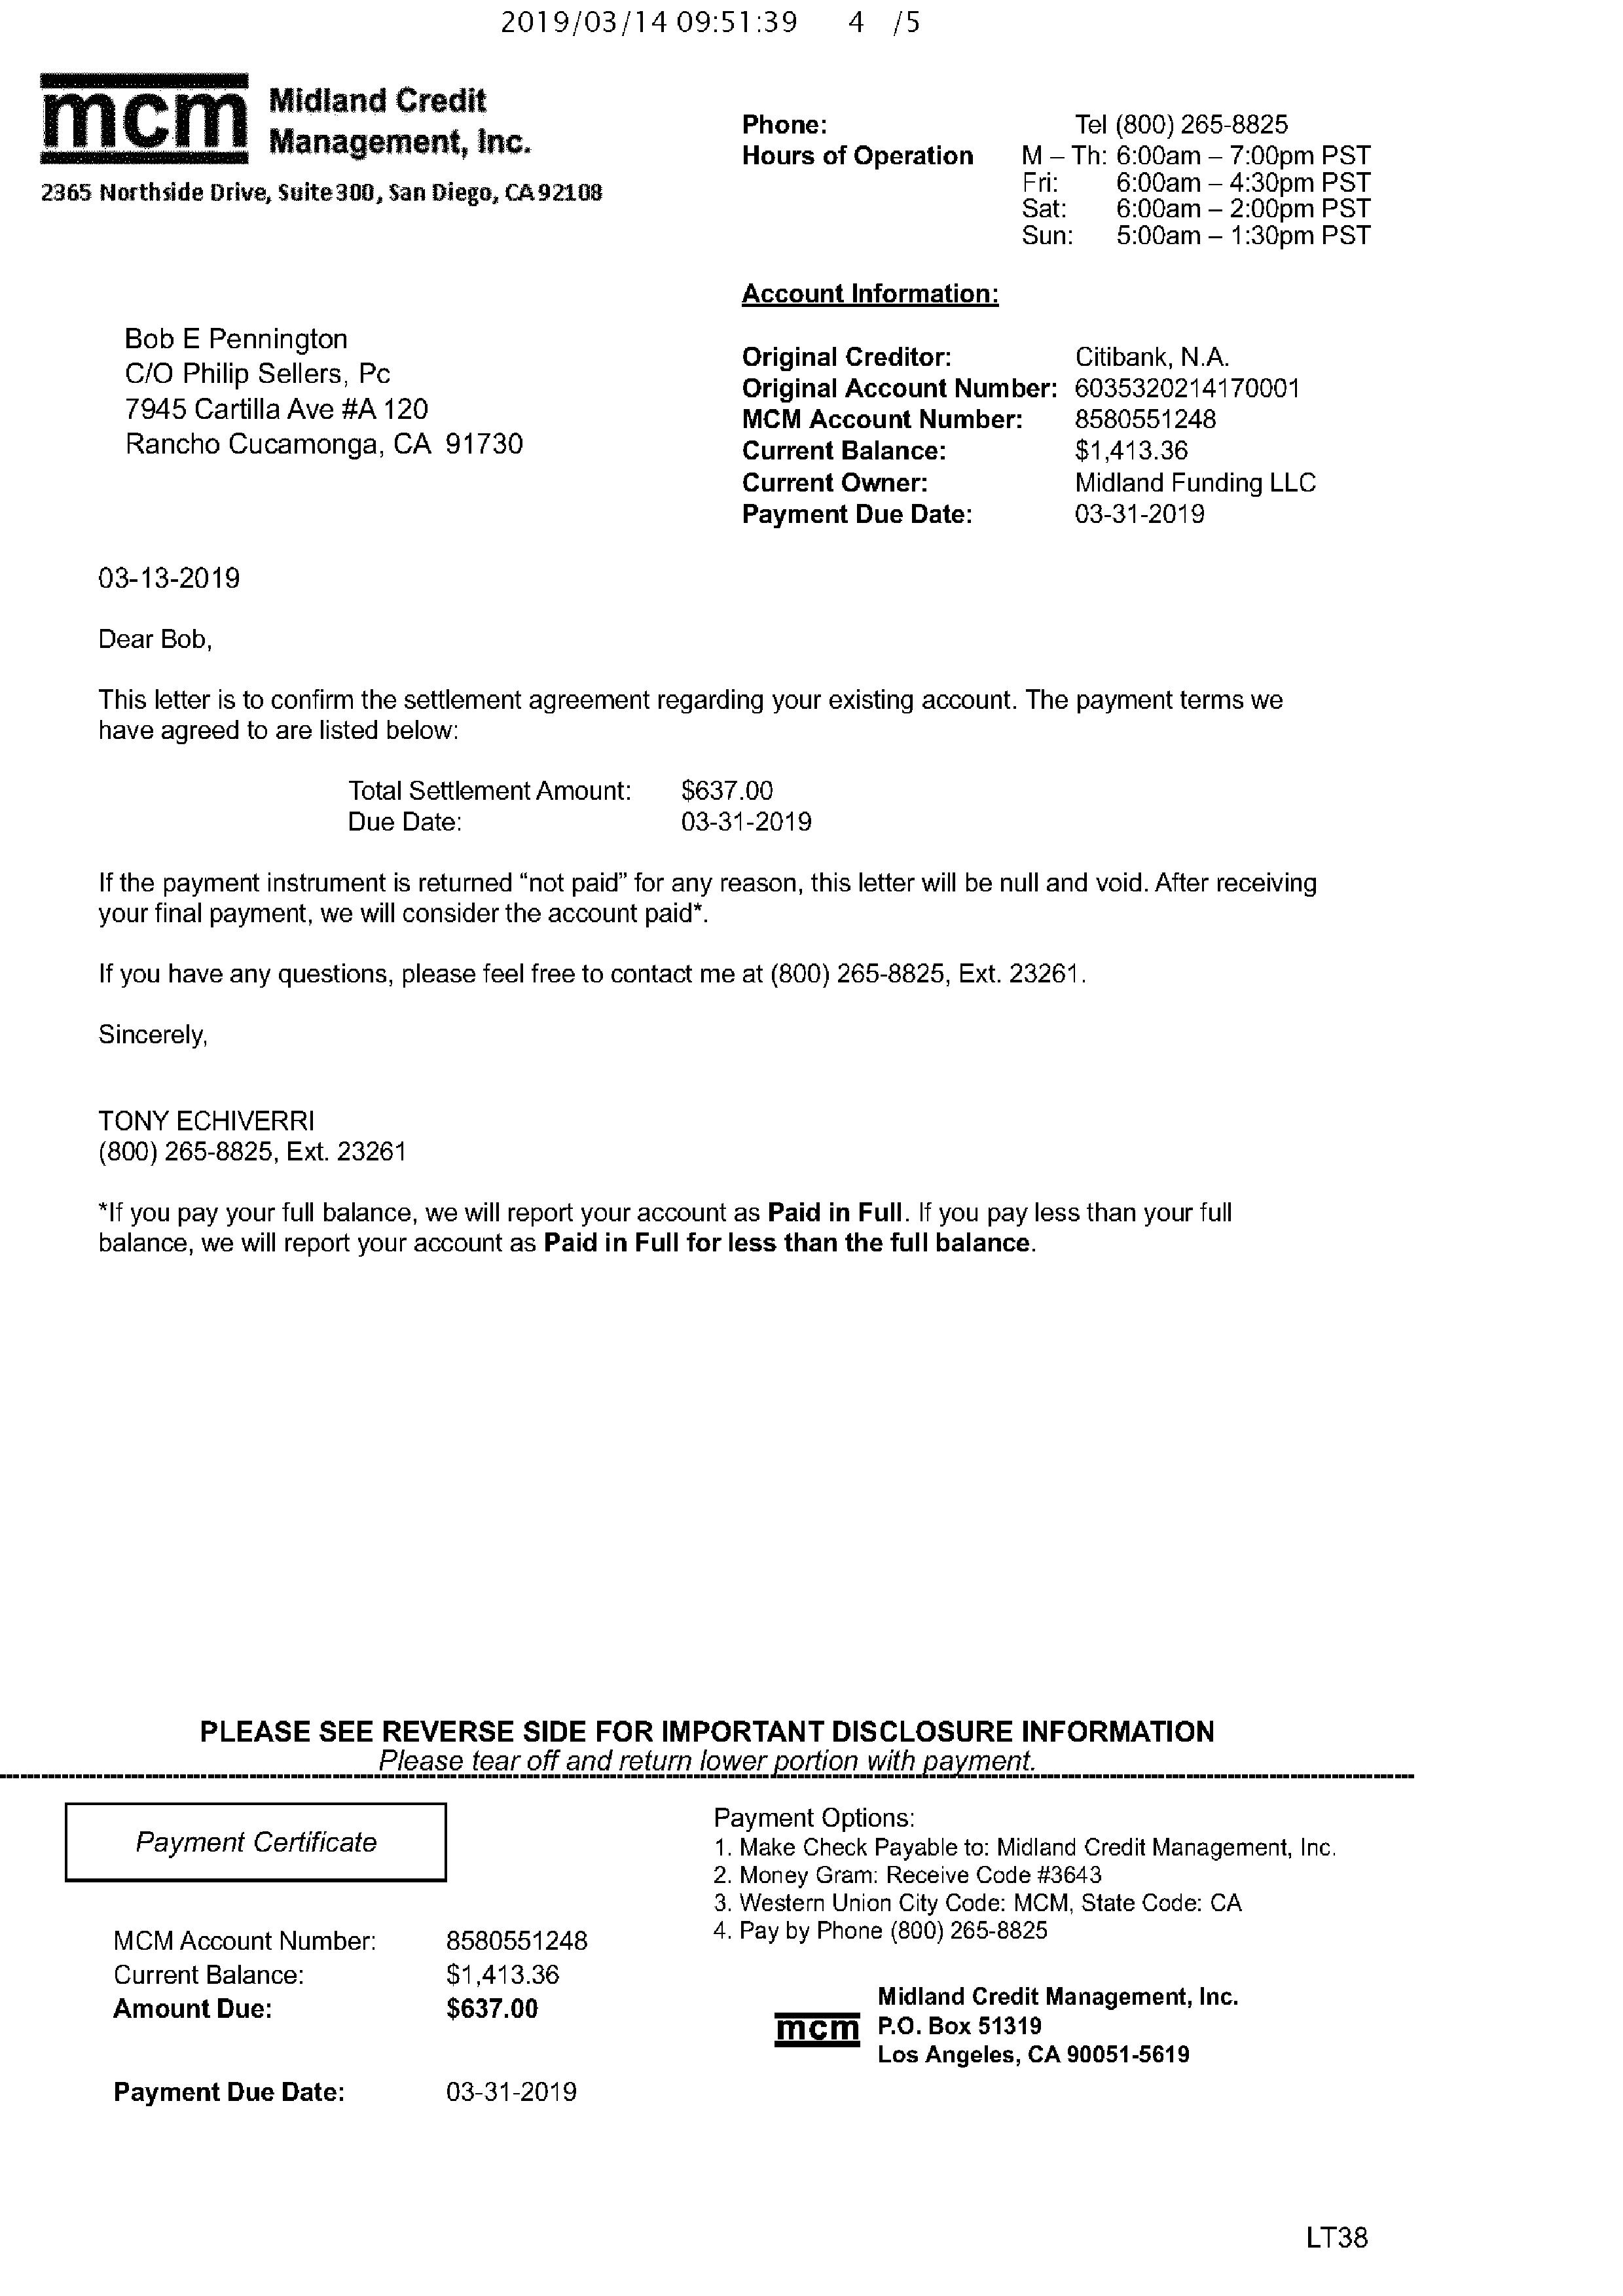 2019/03/14 09:51:39 4 /5
mcm Midland Credit
Management, Inc.
2365 Northside Drive, Suite 300, San Diego, CA 92108
Phone: Tel (800) 265-8825
Hours of Operation M – Th: 6:00am – 7:00pm PST
Fri: 6:00am – 4:30pm PST
Sat: 6:00am – 2:00pm PST
Sun: 5:00am – 1:30pm PST
Account Information:
Bob E Pennington
C/O Philip Sellers, Pc
7945 Cartilla Ave #A 120
Rancho Cucamonga, CA 91730
Original Creditor: Citibank, N.A.
Original Account Number: 6035320214170001
MCM Account Number: 8580551248
Current Balance: $1,413.36
Current Owner: Midland Funding LLC
Payment Due Date: 03-31-2019
03-13-2019
Dear Bob,
This letter is to confirm the settlement agreement regarding your existing account. The payment terms we
have agreed to are listed below:
Total Settlement Amount: $637.00
Due Date: 03-31-2019
If the payment instrument is returned “not paid” for any reason, this letter will be null and void. After receiving
your final payment, we will consider the account paid*.
If you have any questions, please feel free to contact me at (800) 265-8825, Ext. 23261.
Sincerely,
TONY ECHIVERRI
(800) 265-8825, Ext. 23261
*If you pay your full balance, we will report your account as Paid in Full. If you pay less than your full
balance, we will report your account as Paid in Full for less than the full balance.
PLEASE SEE REVERSE SIDE FOR IMPORTANT DISCLOSURE INFORMATION
Please tear off and return lower portion with payment.
Payment Certificate
MCM Account Number: 8580551248
Current Balance: $1,413.36
Amount Due: $637.00
Payment Due Date: 03-31-2019
Payment Options:
1. Make Check Payable to: Midland Credit Management, Inc.
2. Money Gram: Receive Code #3643
3. Western Union City Code: MCM, State Code: CA
4. Pay by Phone (800) 265-8825
mcm
Midland Credit Management, Inc.
P.O. Box 51319
Los Angeles, CA 90051-5619
LT38